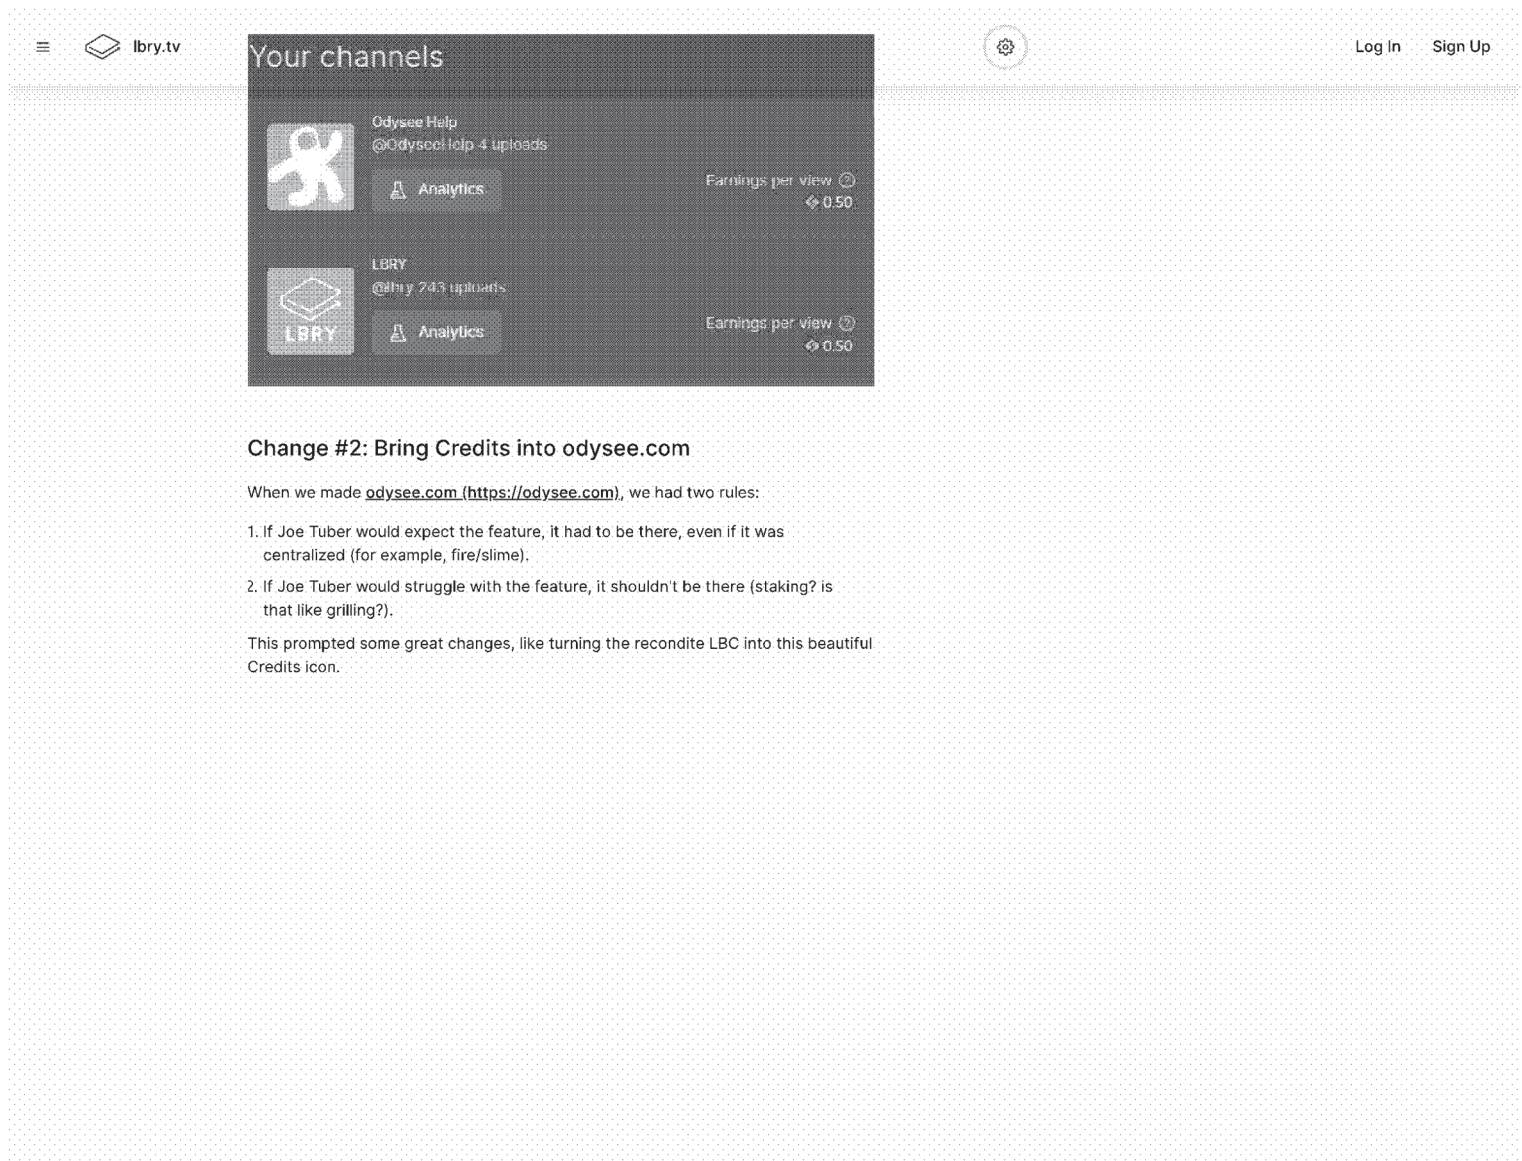 lbry.tv
Log In
Sign Up
Your channels
Odysee Help
@OdyseeHelp 4 uploads
Analytics
Earnings per view
0.50
LBRY
LBRY
@lbry 243 uploads
Analytics
Earnings per view
0.50
Change #2: Bring Credits into odysee.com
When we made odysee.com (https://odysee.com), we had two rules:
1. If Joe Tuber would expect the feature, it had to be there, even if it was
centralized (for example, fire/slime).
2. If Joe Tuber would struggle with the feature, it shouldn't be there (staking? is
that like grilling?).
This prompted some great changes, like turning the recondite LBC into this beautiful
Credits icon.